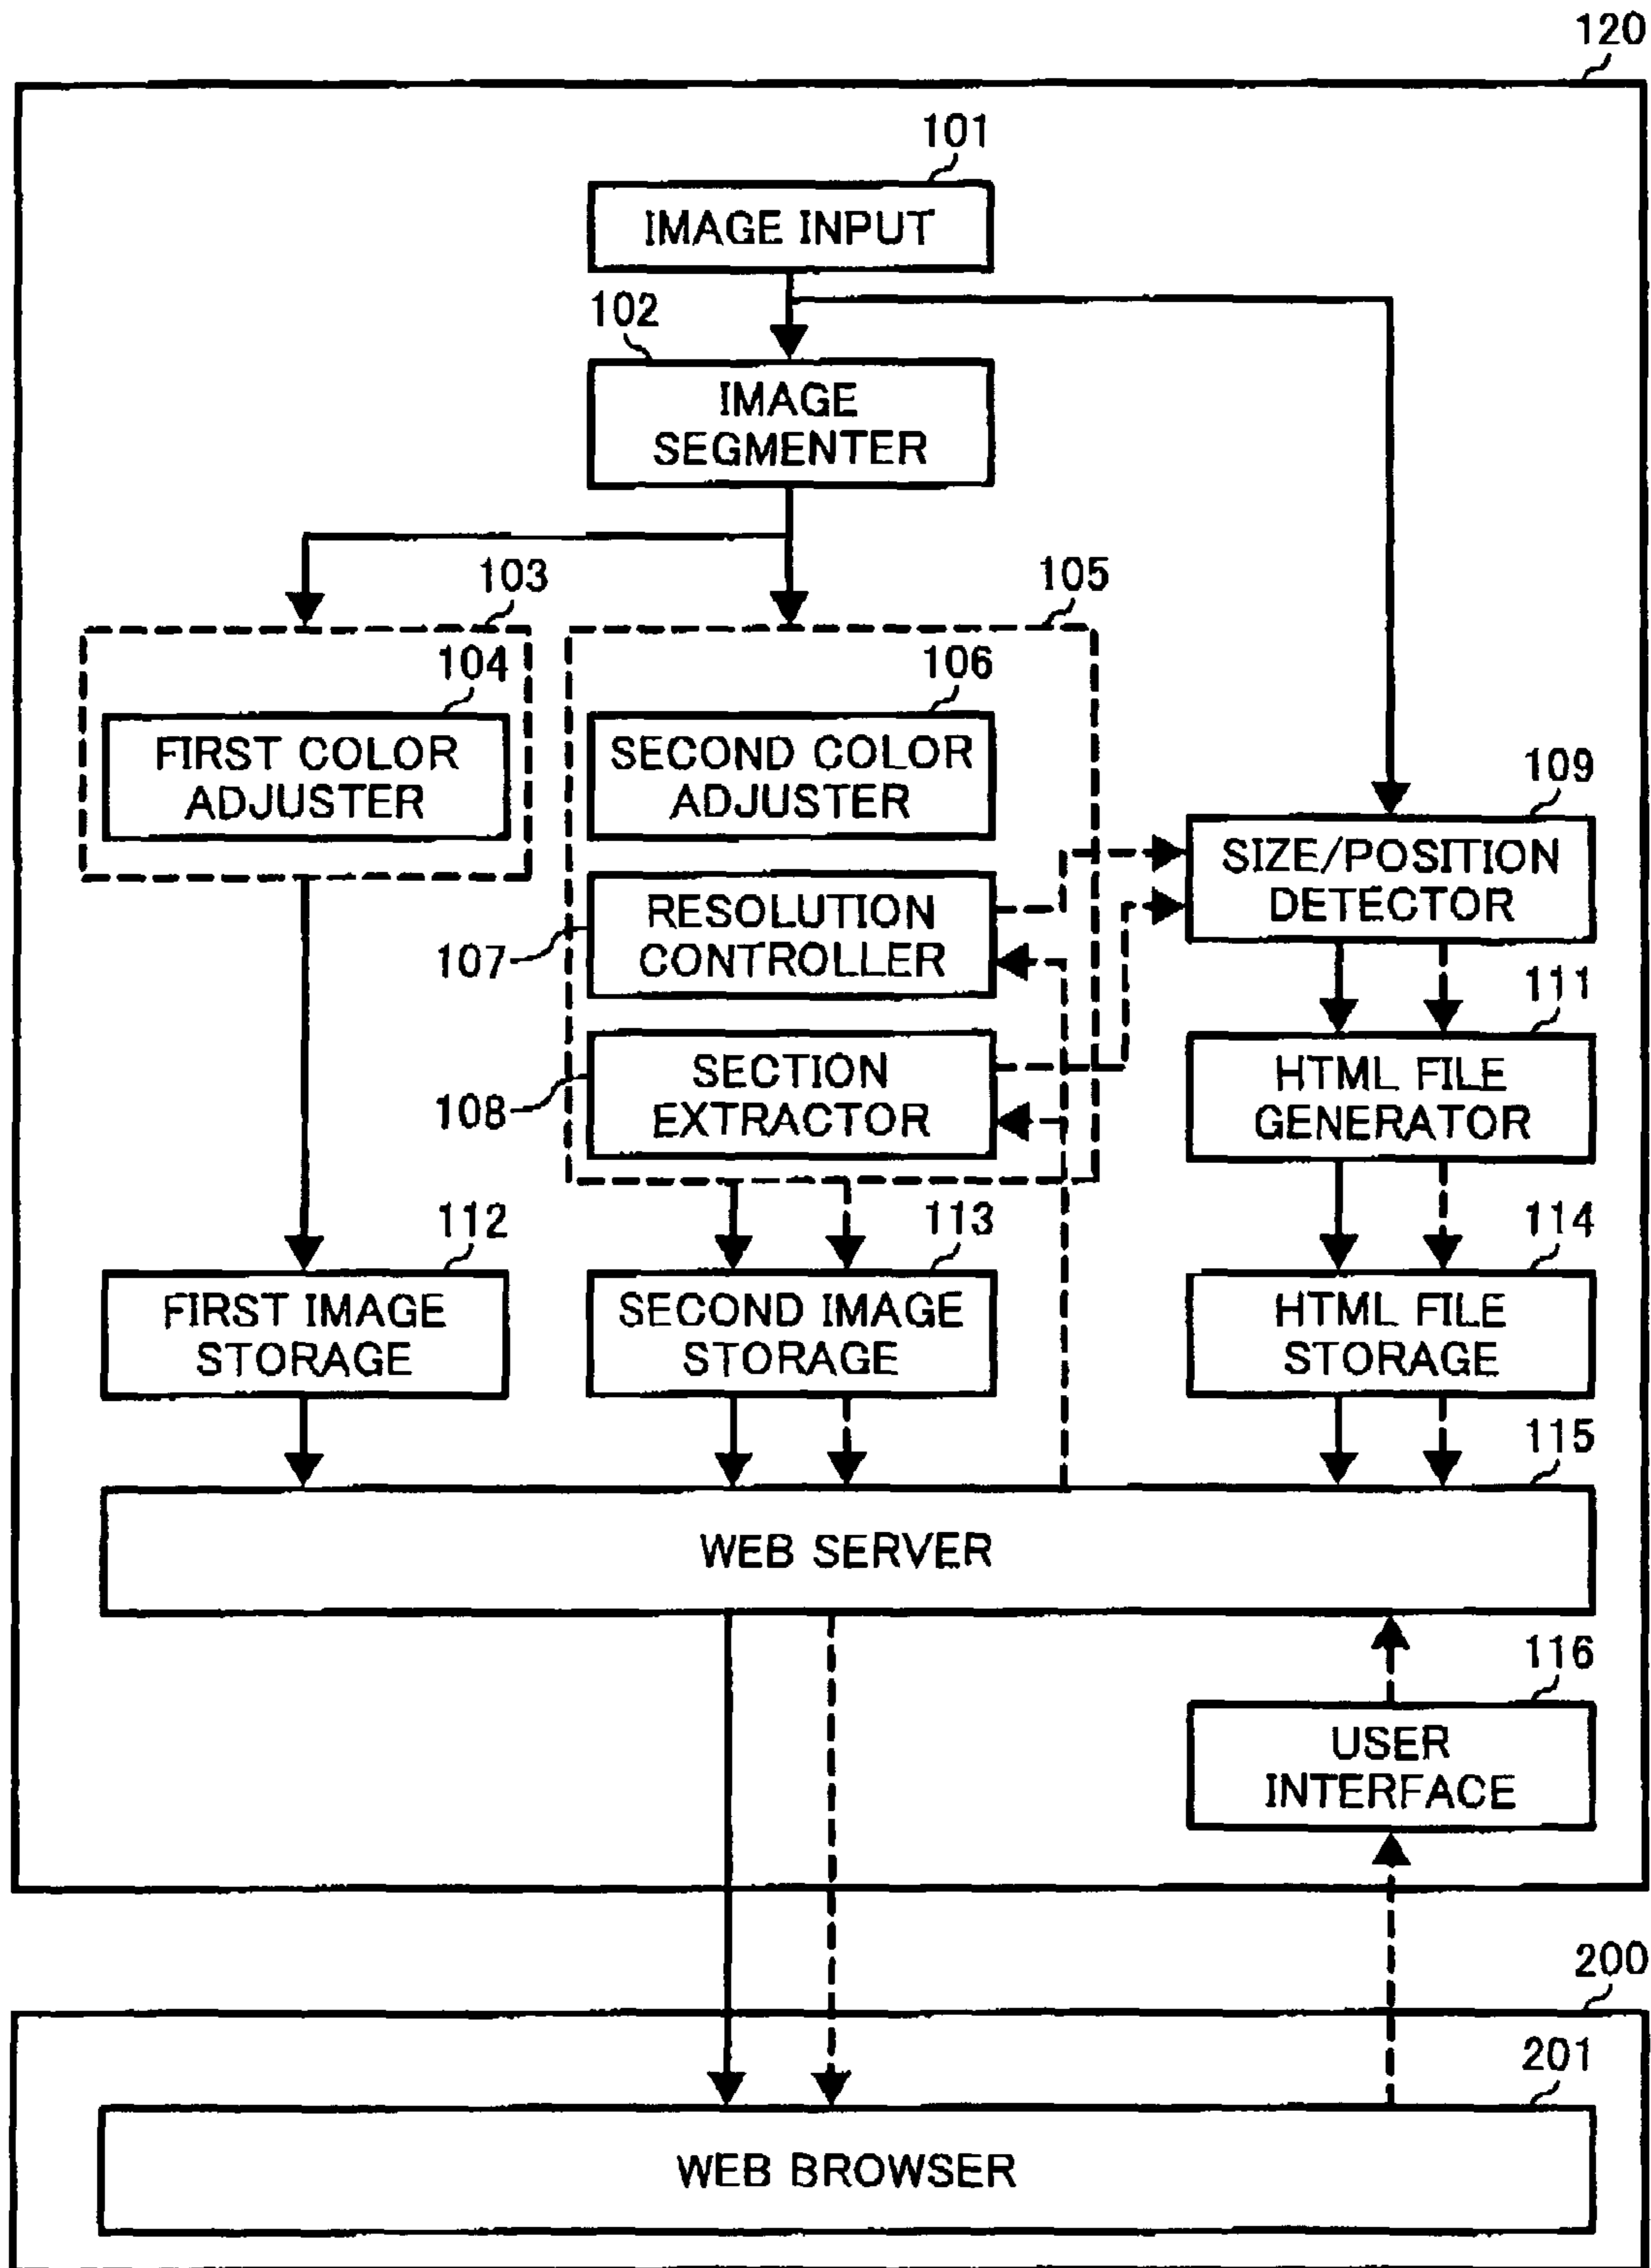 120
101
IMAGE INPUT
102
IMAGE
SEGMENTER
103
105
104
106
FIRST COLOR
ADJUSTER
SECOND COLOR
ADJUSTER
109
SIZE/POSITION
DETECTOR
RESOLUTION
CONTROLLER
107
111
HTML FILE
GENERATOR
SECTION
EXTRACTOR
108
112
113
114
FIRST IMAGE
STORAGE
SECOND IMAGE
STORAGE
HTML FILE
STORAGE
115
WEB SERVER
116
USER
INTERFACE
200
201
WEB BROWSER